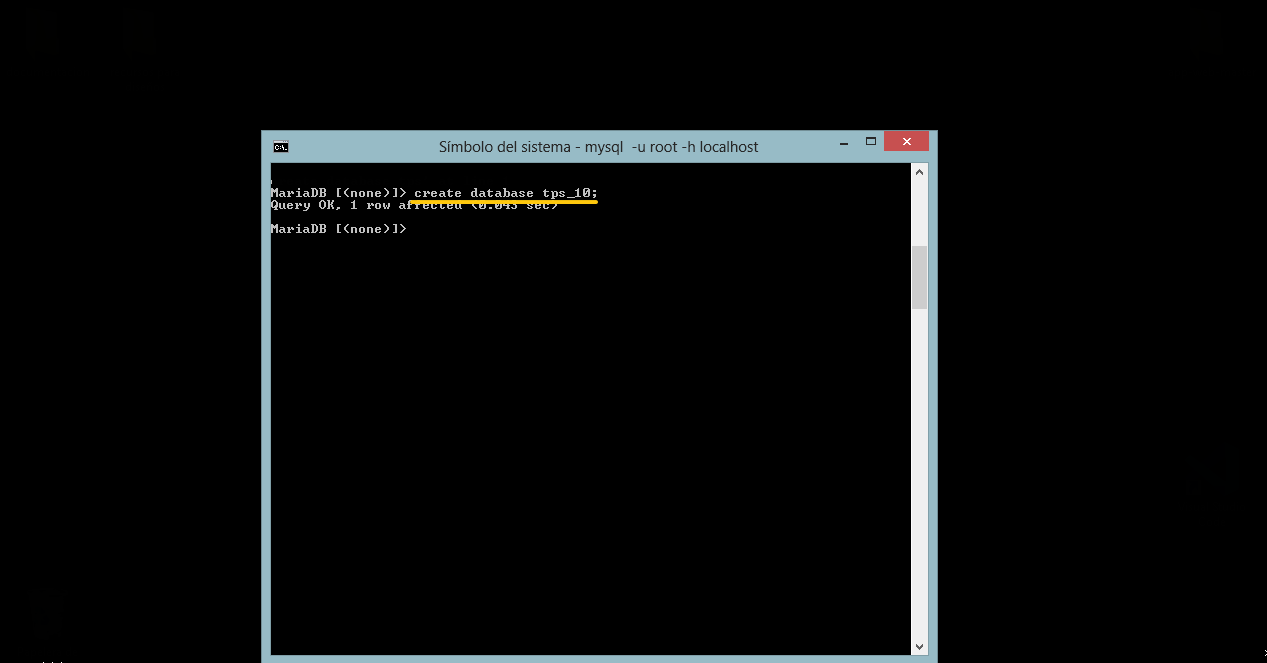 Símbolo del sistema - mysql  -u root -h localhost
MariaDB [(none)]> create database tps_10;
Query OK, 1 row affected (0.043 sec)
MariaDB [(none)]>